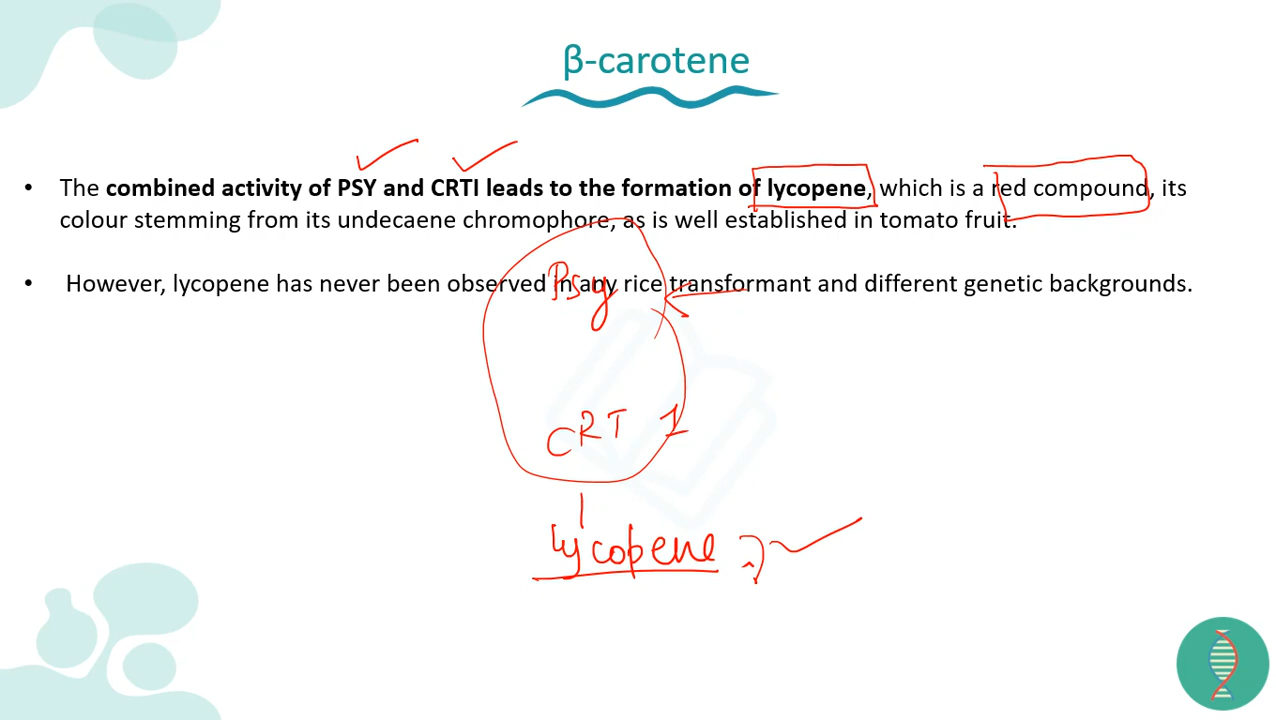 β-carotene
• The combined activity of PSY and CRTI leads to the formation of lycopene, which is a red compound, its
colour stemming from its undecaene chromophore, as is well established in tomato fruit.
• However, lycopene has never been observed in any rice transformant and different genetic backgrounds.
Psy
CRT I
lycopene ?